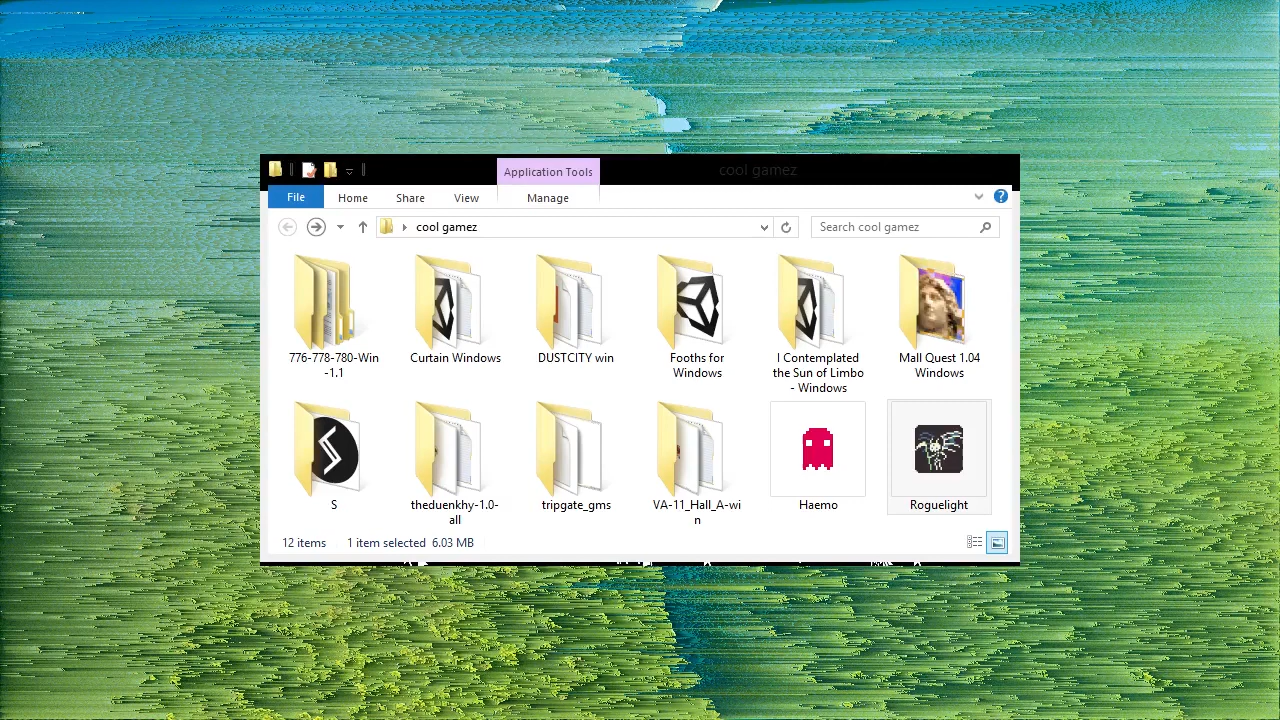 Application Tools
cool gamez
File
Home
Share
View
Manage
cool gamez
Search cool gamez
776-778-780-Win
-1.1
Curtain Windows
DUSTCITY win
Fooths for
Windows
I Contemplated
the Sun of Limbo
- Windows
Mall Quest 1.04
Windows
S
theduenkhy-1.0-
all
tripgate_gms
VA-11_Hall_A-wi
n
Haemo
Roguelight
12 items
1 item selected 6.03 MB